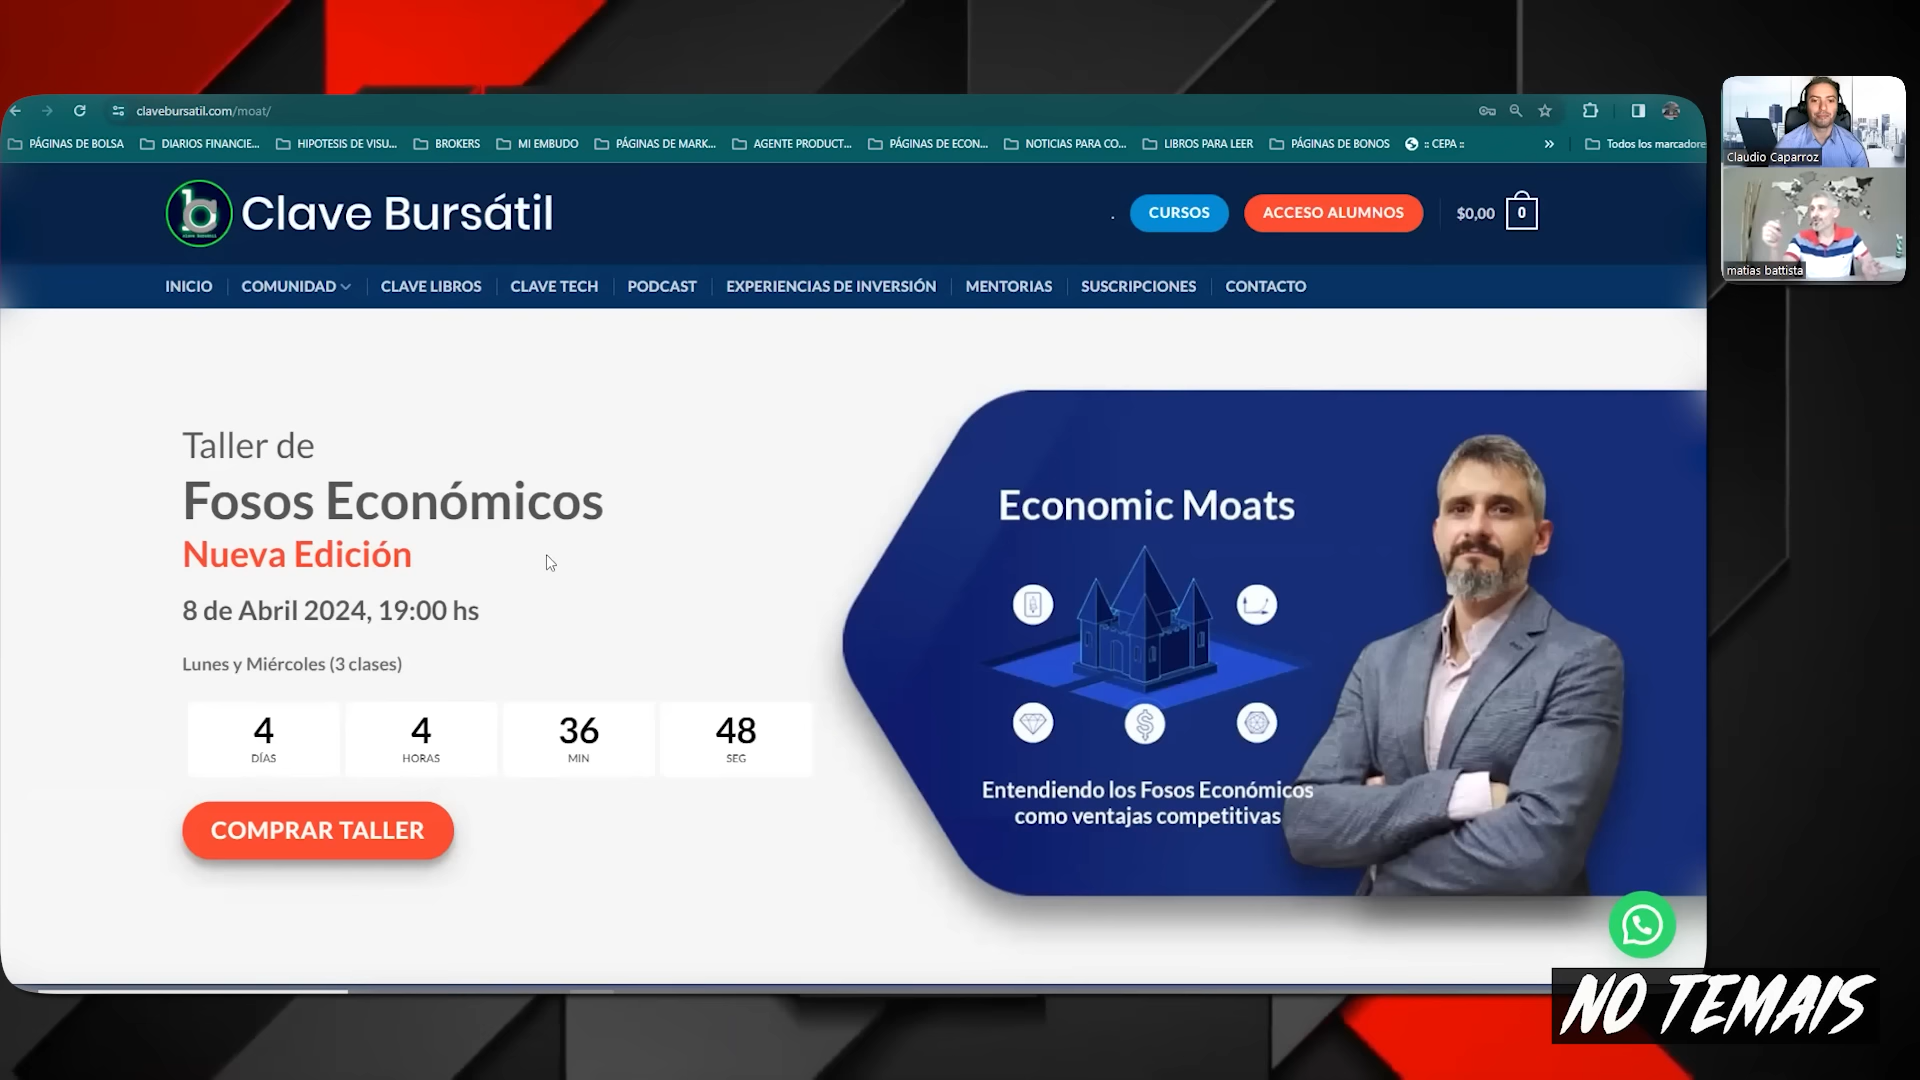 clavebursatil.com/moat/
PÁGINAS DE BOLSA
DIARIOS FINANCIE...
HIPOTESIS DE VISU...
BROKERS
MI EMBUDO
PÁGINAS DE MARK...
AGENTE PRODUCT...
PÁGINAS DE ECON...
NOTICIAS PARA CO...
LIBROS PARA LEER
PÁGINAS DE BONOS
:: CEPA ::
»
Todos los marcadore
Claudio Caparroz
matias battista
Clave Bursátil
CURSOS
ACCESO ALUMNOS
$0,00
0
INICIO
COMUNIDAD
CLAVE LIBROS
CLAVE TECH
PODCAST
EXPERIENCIAS DE INVERSIÓN
MENTORIAS
SUSCRIPCIONES
CONTACTO
Taller de
Fosos Económicos
Nueva Edición
8 de Abril 2024, 19:00 hs
Lunes y Miércoles (3 clases)
4
DÍAS
4
HORAS
36
MIN
48
SEG
COMPRAR TALLER
Economic Moats
$
Entendiendo los Fosos Económicos
como ventajas competitivas
NO TEMAIS